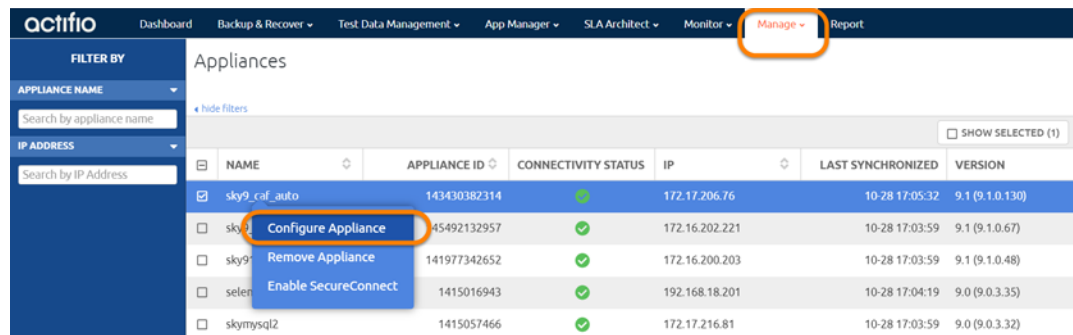 actifio Dashboard Backup & Recover Test Data Management App Manager SLA Architect Monitor Manage Report
FILTER BY
Appliances
APPLIANCE NAME
hide filters
Search by appliance name
SHOW SELECTED (1)
IP ADDRESS
Search by IP Address
NAME APPLIANCE ID CONNECTIVITY STATUS IP LAST SYNCHRONIZED VERSION
sky9_caf_auto 143430382314 172.17.206.76 10-28 17:05:32 9.1 (9.1.0.130)
Configure Appliance 172.16.202.221 10-28 17:03:59 9.1 (9.1.0.67)
Remove Appliance 141977342652 172.16.200.203 10-28 17:03:59 9.1 (9.1.0.48)
Enable SecureConnect 1415016943 192.168.18.201 10-28 17:04:19 9.0 (9.0.3.35)
skymysql2 1415057466 172.17.216.81 10-28 17:03:59 9.0 (9.0.3.32)